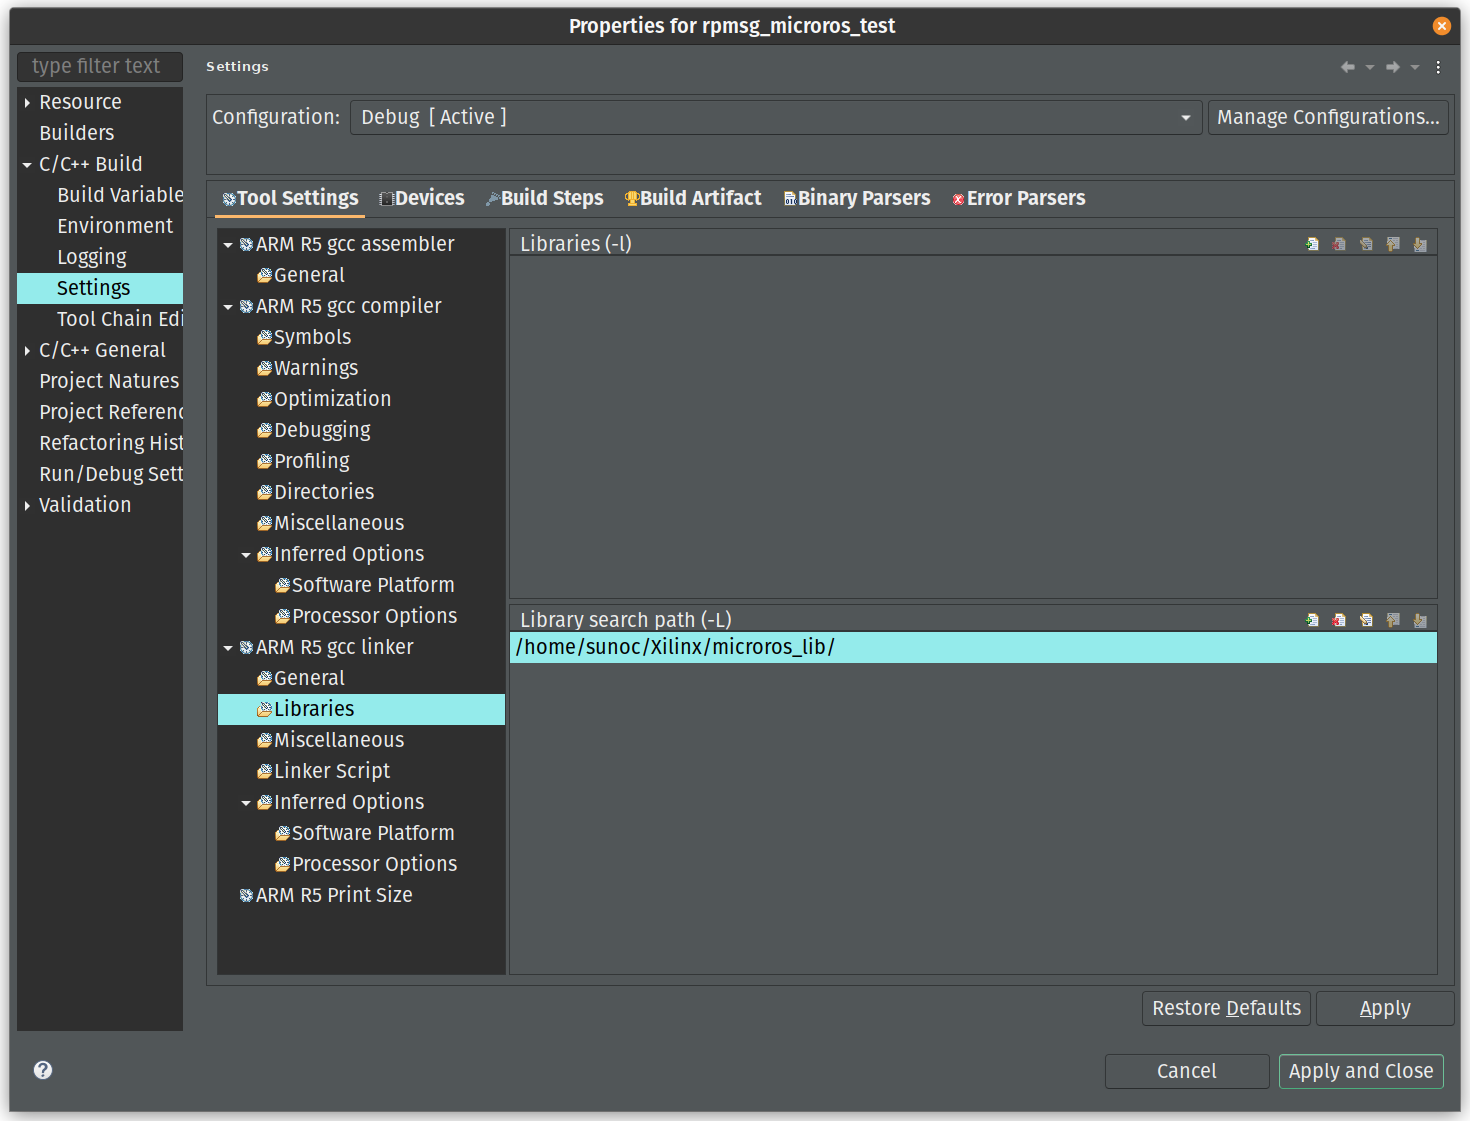 Properties for rpmsg_microros_test
type filter text
Resource
Builders
C/C++ Build
Build Variable
Environment
Logging
Settings
Tool Chain Edi
C/C++ General
Project Natures
Project Referenc
Refactoring Hist
Run/Debug Sett
Validation
Settings
Configuration:
Debug [ Active ]
Manage Configurations...
Tool Settings
Devices
Build Steps
Build Artifact
Binary Parsers
Error Parsers
ARM R5 gcc assembler
General
ARM R5 gcc compiler
Symbols
Warnings
Optimization
Debugging
Profiling
Directories
Miscellaneous
Inferred Options
Software Platform
Processor Options
ARM R5 gcc linker
General
Libraries
Miscellaneous
Linker Script
Inferred Options
Software Platform
Processor Options
ARM R5 Print Size
Libraries (-l)
Library search path (-L)
/home/sunoc/Xilinx/microros_lib/
Restore Defaults
Apply
Cancel
Apply and Close